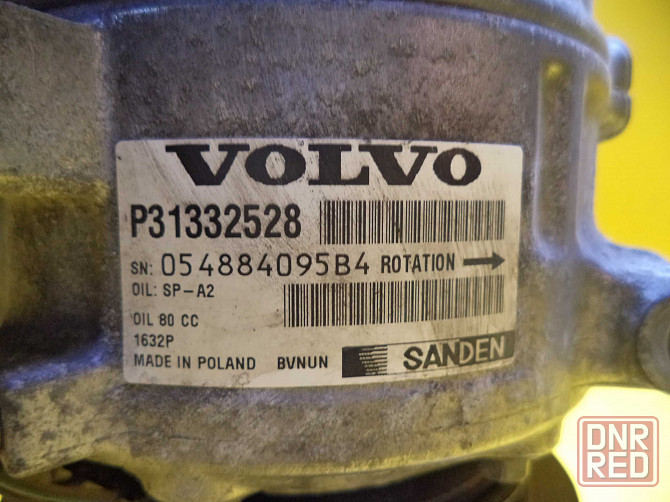 VOLVO
P31332528
SN: 054884095B4 ROTATION →
OIL: SP-A2
OIL 80 CC
1632P
MADE IN POLAND BVNUN SANDEN
DNR
RED